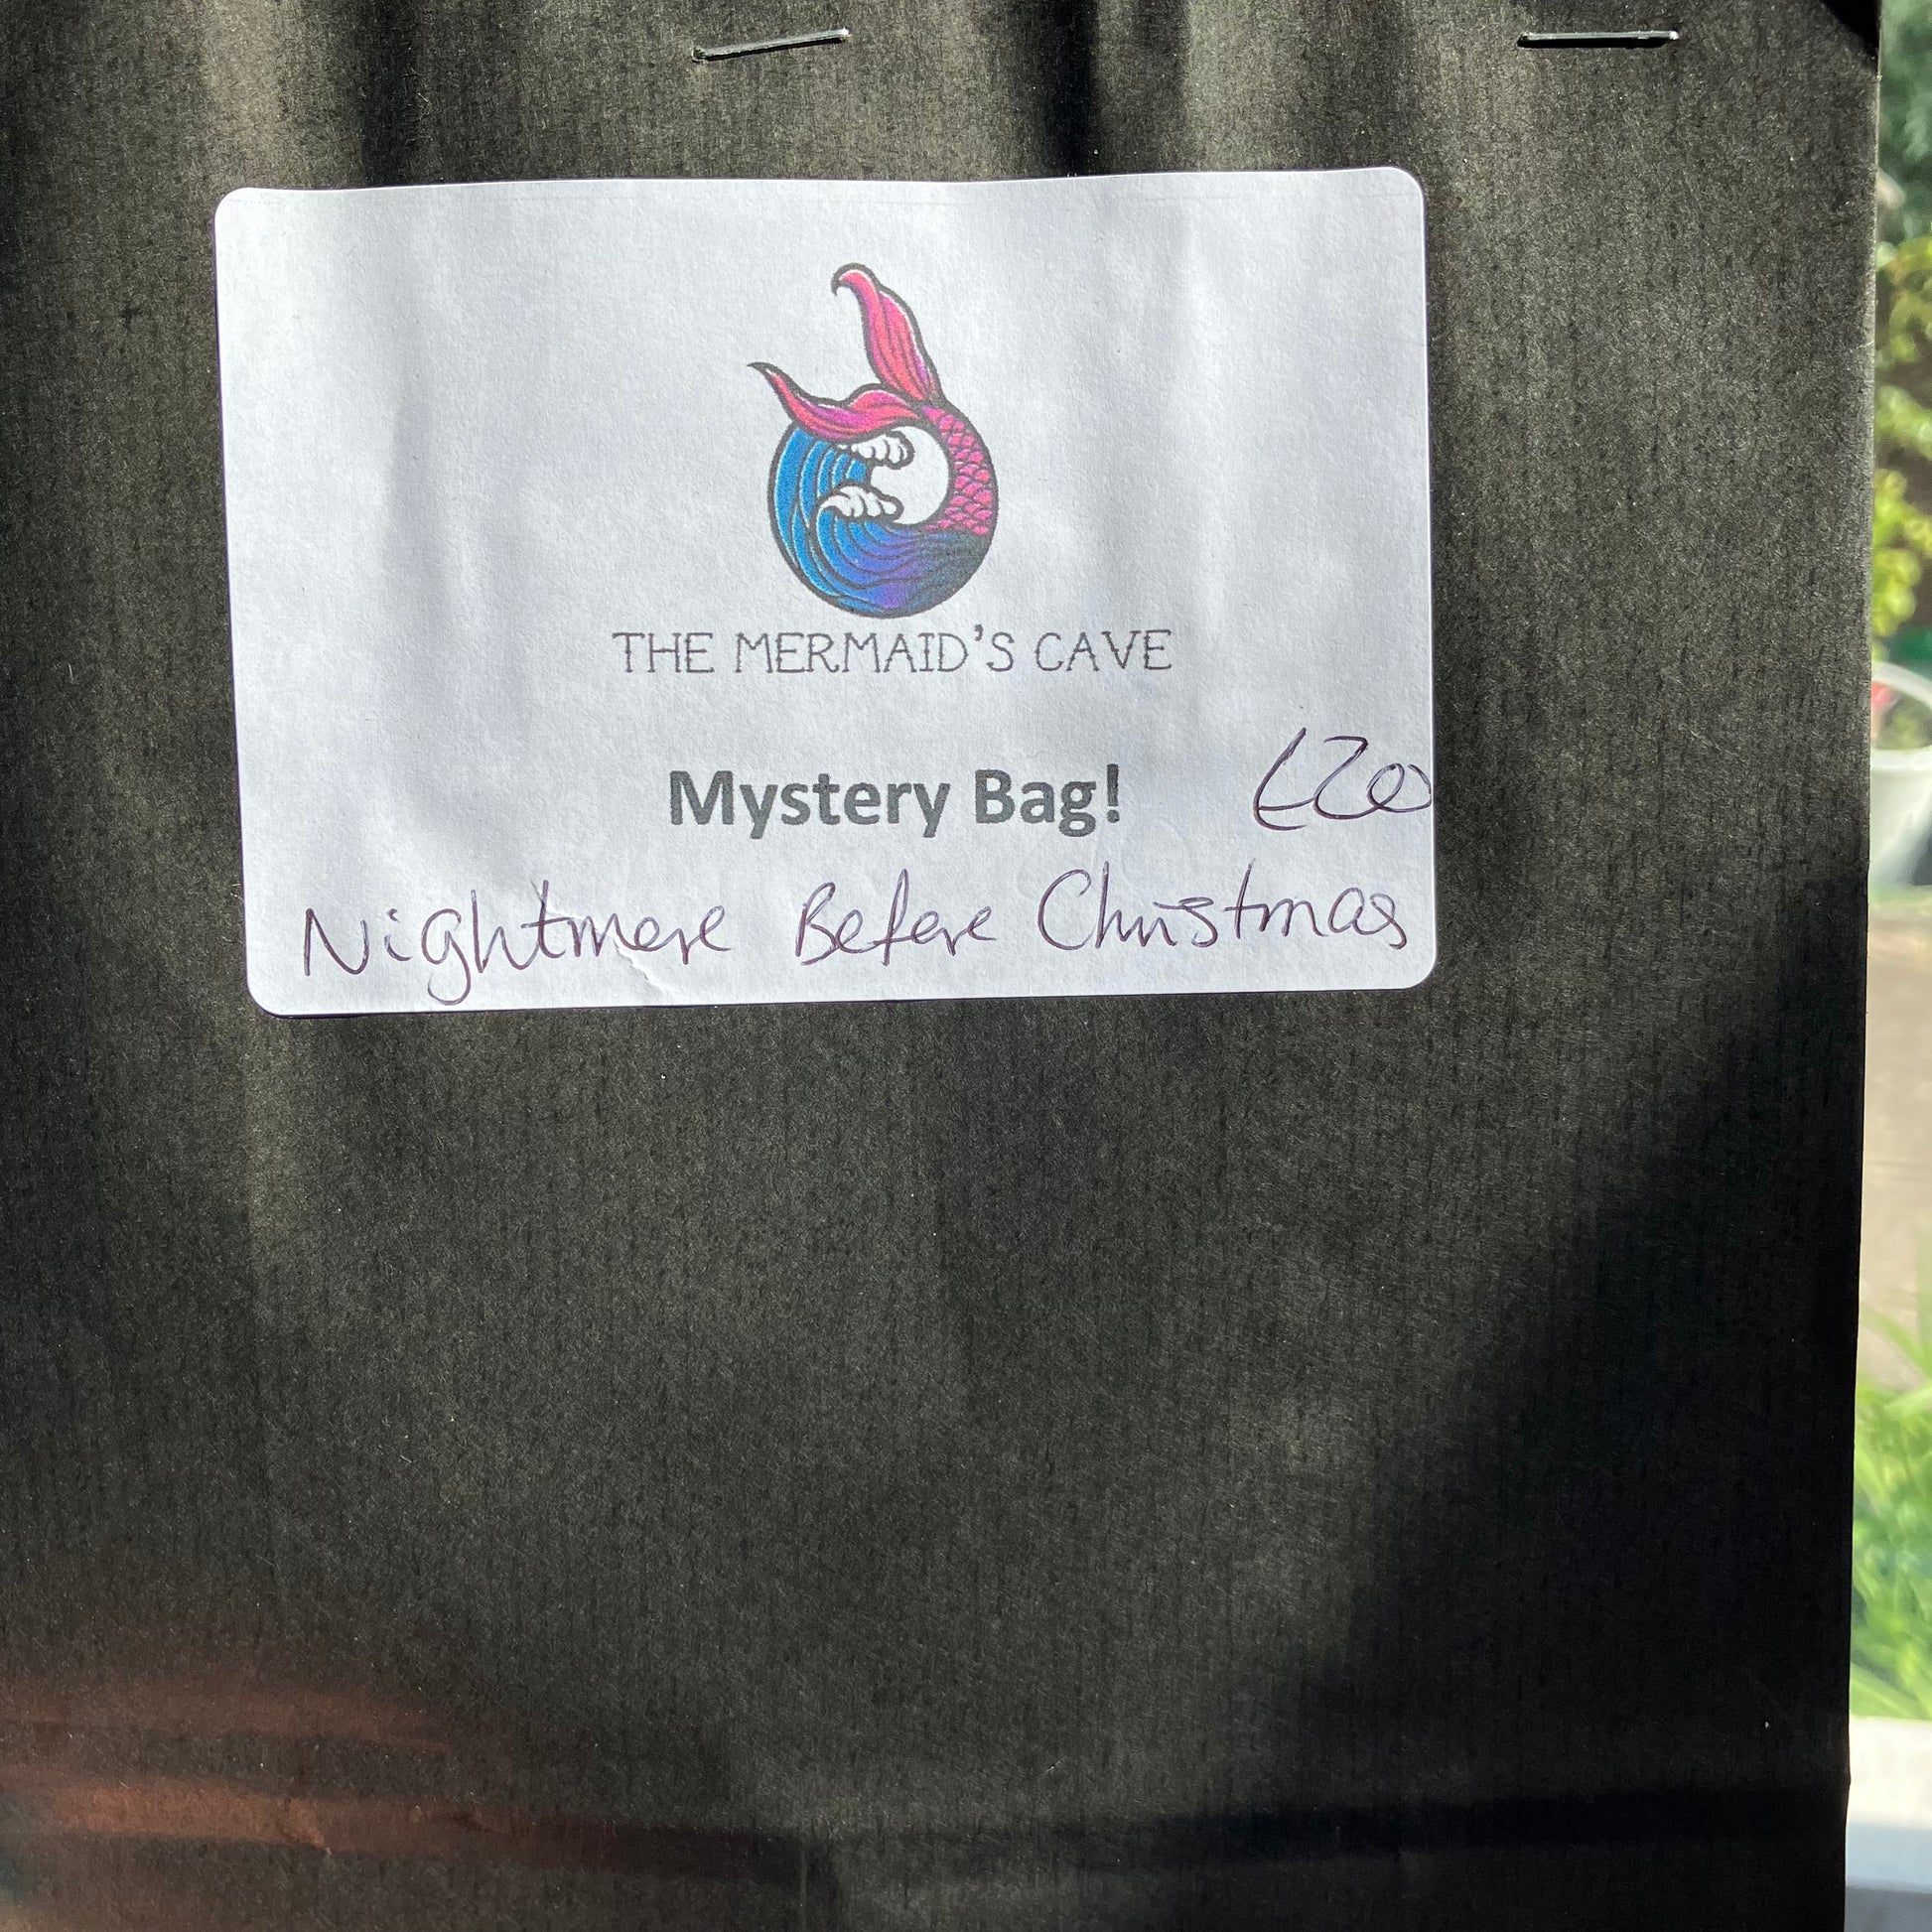 THE MERMAID'S CAVE
Mystery Bag! £20
Nightmare Before Christmas